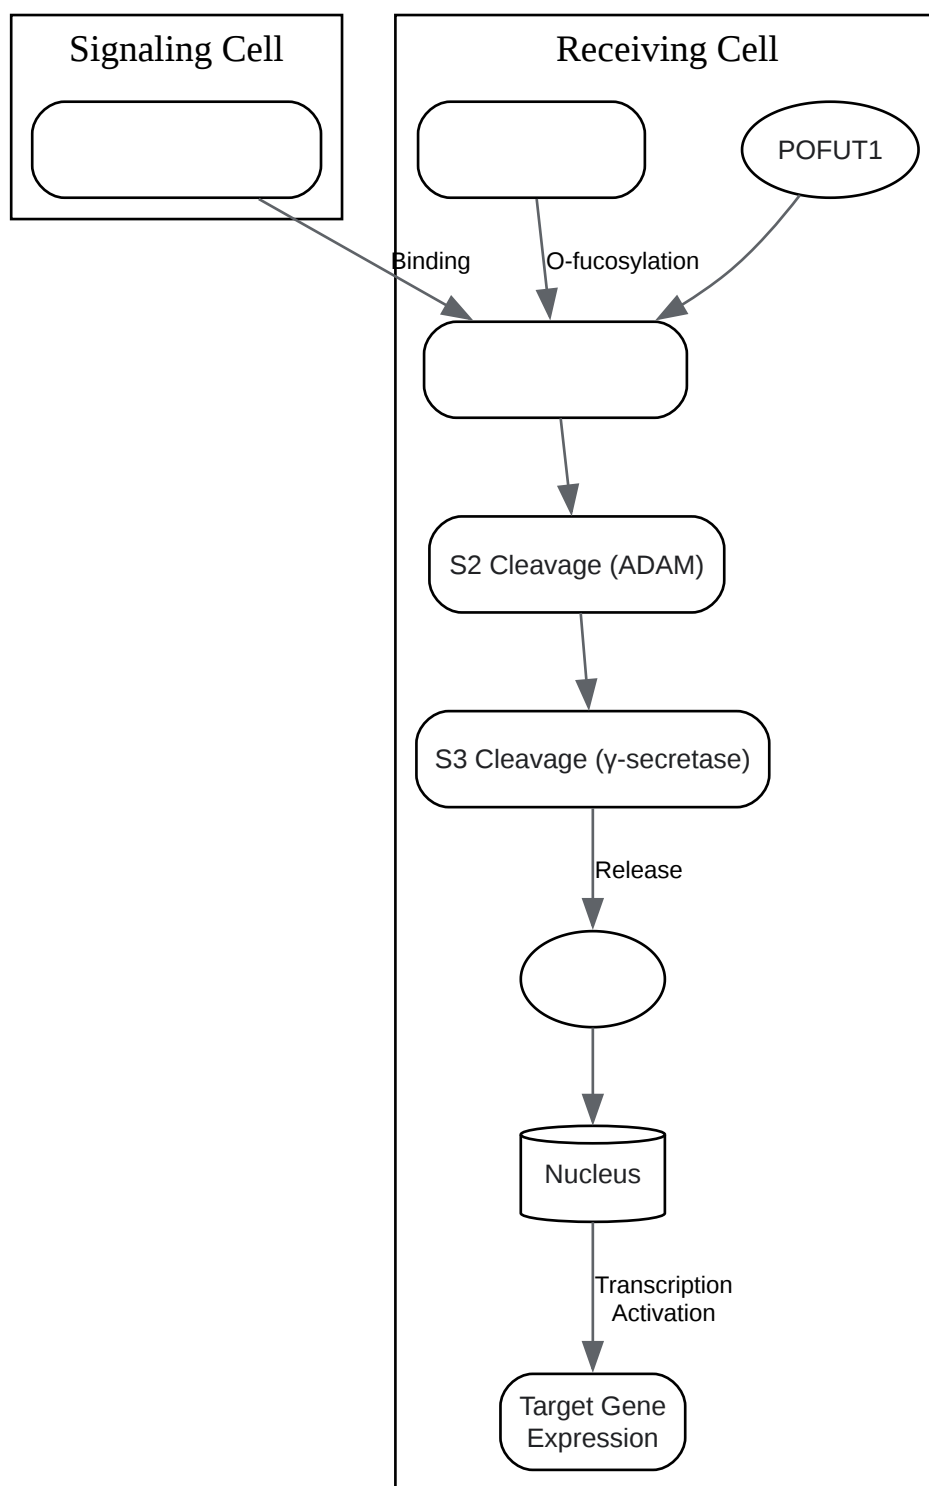 Signaling Cell
Receiving Cell
POFUT1
Binding
O-fucosylation
S2 Cleavage (ADAM)
S3 Cleavage (γ-secretase)
Release
Nucleus
Transcription
Activation
Target Gene
Expression